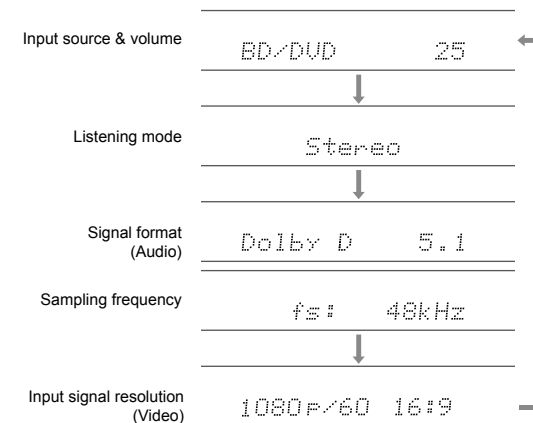 Input source & volume
BD/DVD 25
Listening mode
Stereo
Signal format
(Audio)
Dolby D 5.1
Sampling frequency
fs: 48kHz
Input signal resolution
(Video)
1080p/60 16:9